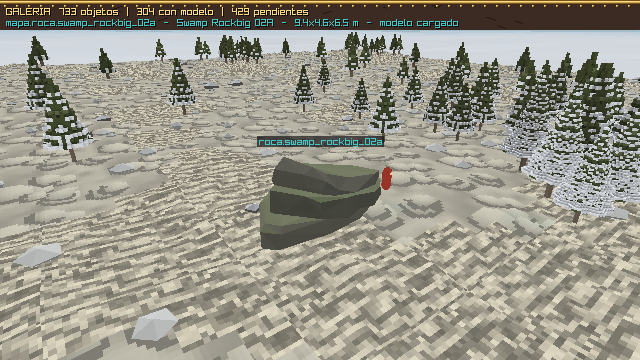 GALERIA  733 objetos | 304 con modelo | 429 pendientes
mapa.roca.swamp_rockbig_02a - Swamp Rockbig 02A - 9.4x4.6x6.5 m - modelo cargado
roca.swamp_rockbig_02a